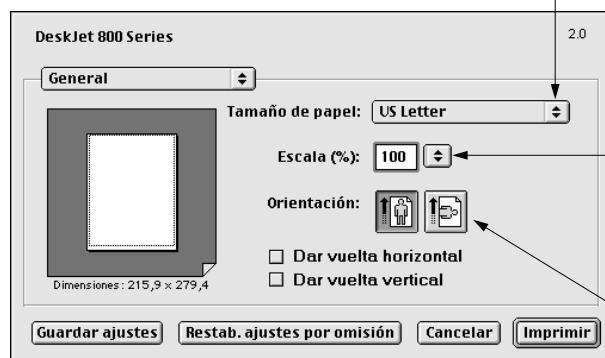 DeskJet 800 Series
2.0
General
Tamaño de papel: US Letter
Escala (%): 100
Orientación:
Dar vuelta horizontal
Dar vuelta vertical
Dimensiones: 215,9 x 279,4
Guardar ajustes Restab. ajustes por omisión Cancelar Imprimir